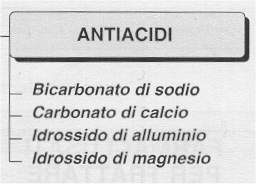 ANTIACIDI
Bicarbonato di sodio
Carbonato di calcio
Idrossido di alluminio
Idrossido di magnesio